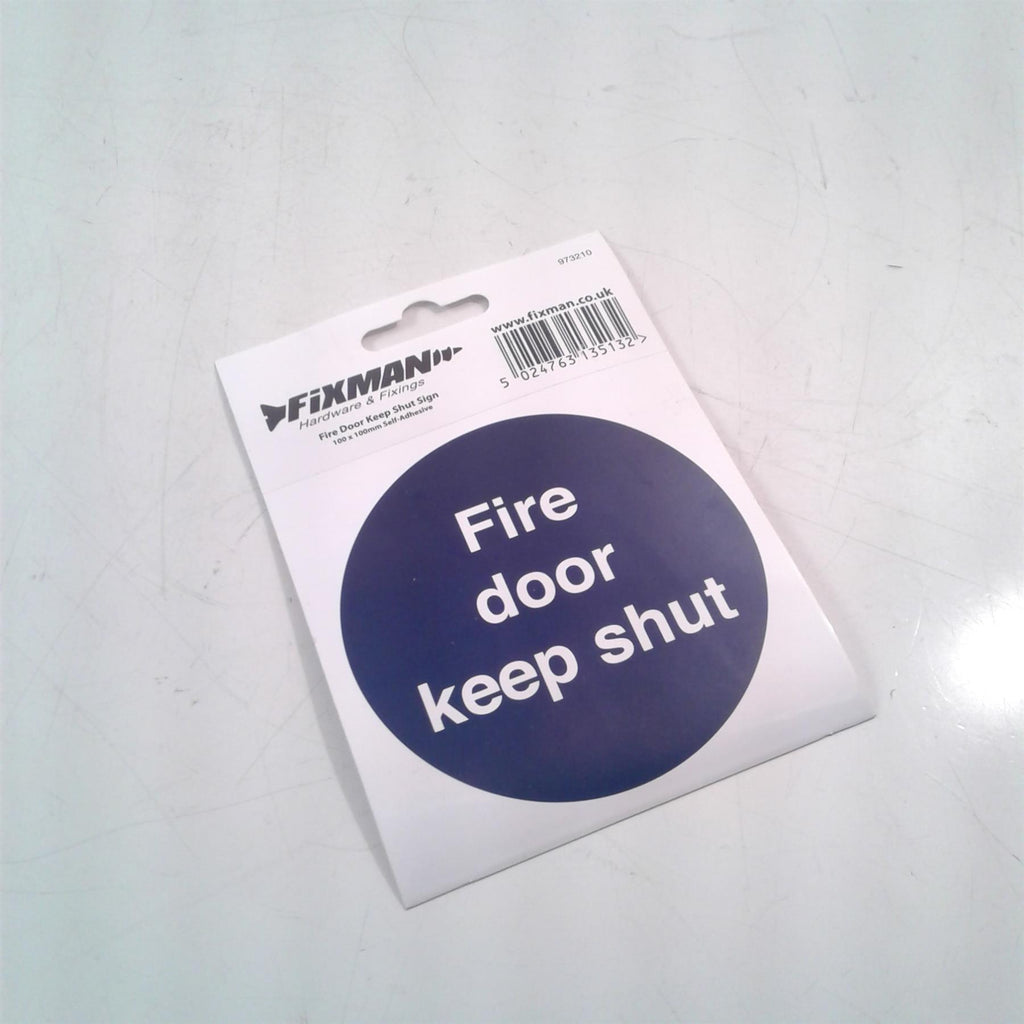 973210
www.fixman.co.uk
5 024763 135132 >
FiXMAN
Hardware & Fixings
Fire Door Keep Shut Sign
100 x 100mm Self-Adhesive
Fire
door
keep shut